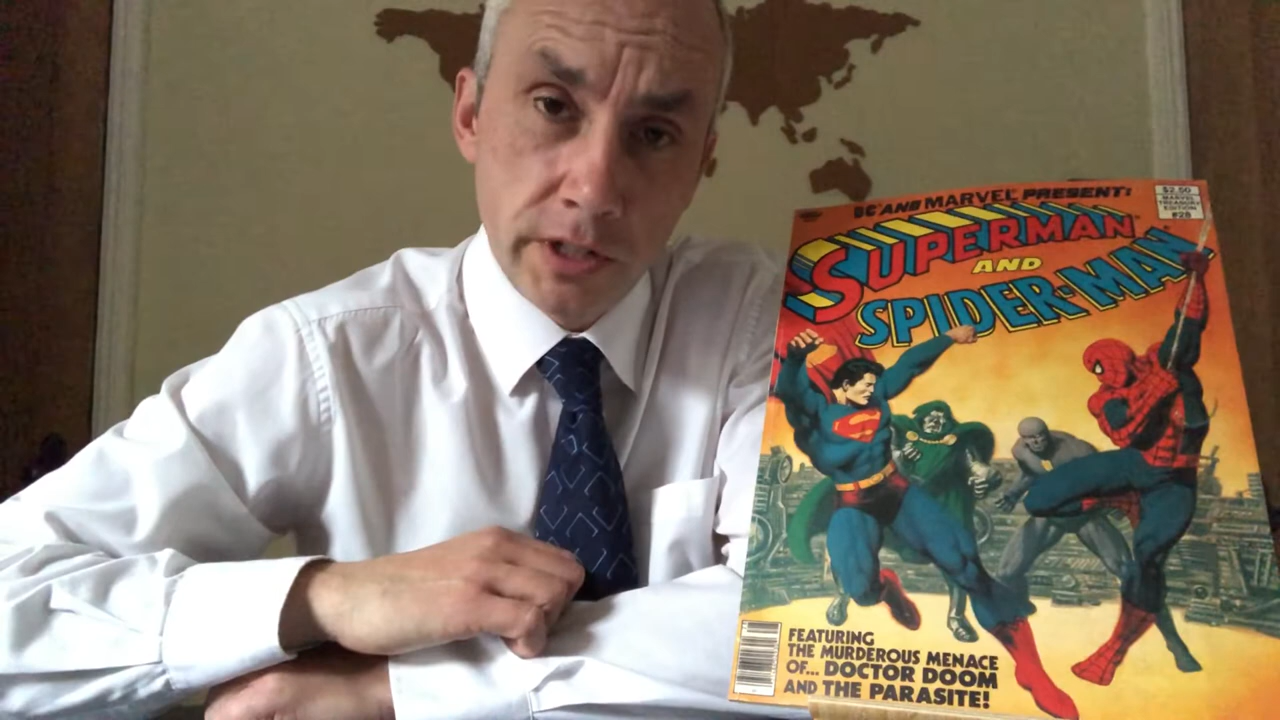 DC AND MARVEL PRESENT:
$2.50
MARVEL
TREASURY
EDITION
#28
SUPERMAN
AND
SPIDER-MAN
FEATURING
THE MURDEROUS MENACE
OF... DOCTOR DOOM
AND THE PARASITE!